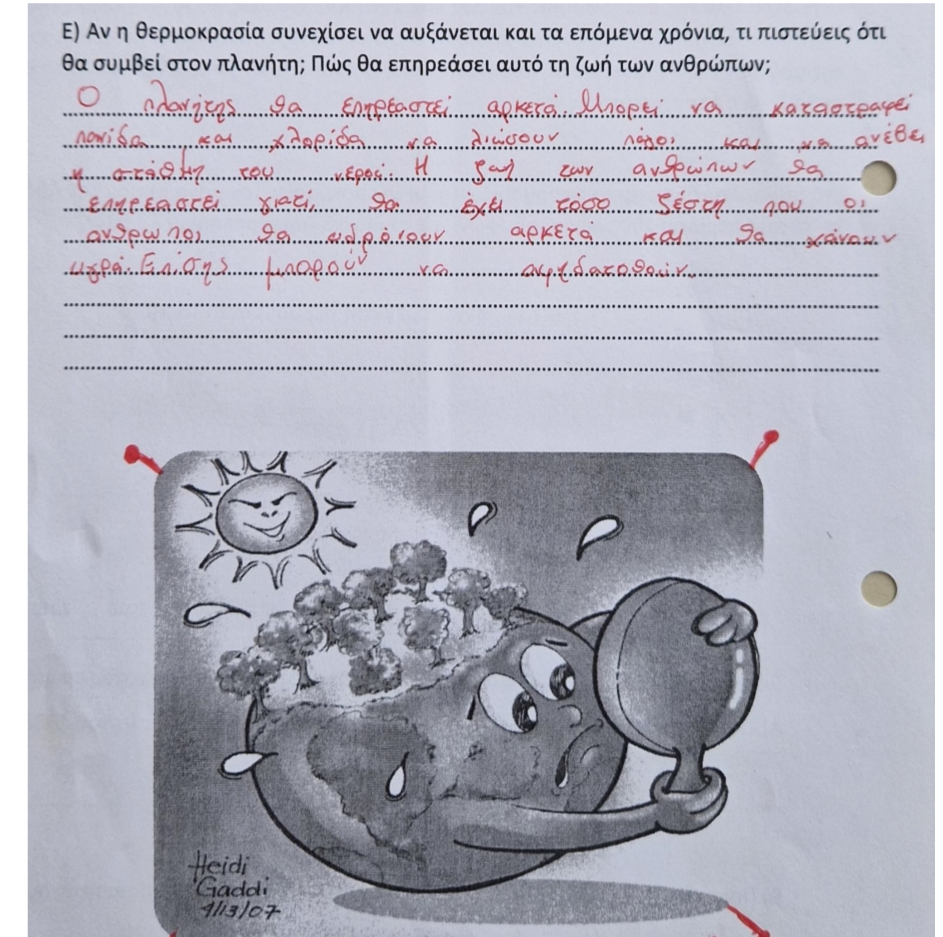 Ε) Αν η θερμοκρασία συνεχίσει να αυξάνεται και τα επόμενα χρόνια, τι πιστεύεις ότι
θα συμβεί στον πλανήτη; Πώς θα επηρεάσει αυτό τη ζωή των ανθρώπων;
Ο πλανήτης θα επηρεαστεί αρκετά. Μπορεί να καταστραφεί
πανίδα και χλωρίδα να λιώσουν πάγοι και να ανέβει
η στάθμη του νερού. Η ζωή των ανθρώπων θα
επηρεαστεί γιατί, θα έχει τόσο ζέστη που οι
άνθρωποι θα ιδρώνουν αρκετά και θα χάνουν
υγρά. Επίσης μπορούν να αφυδατοθούν.
Heidi
Gaddi
9/13/07